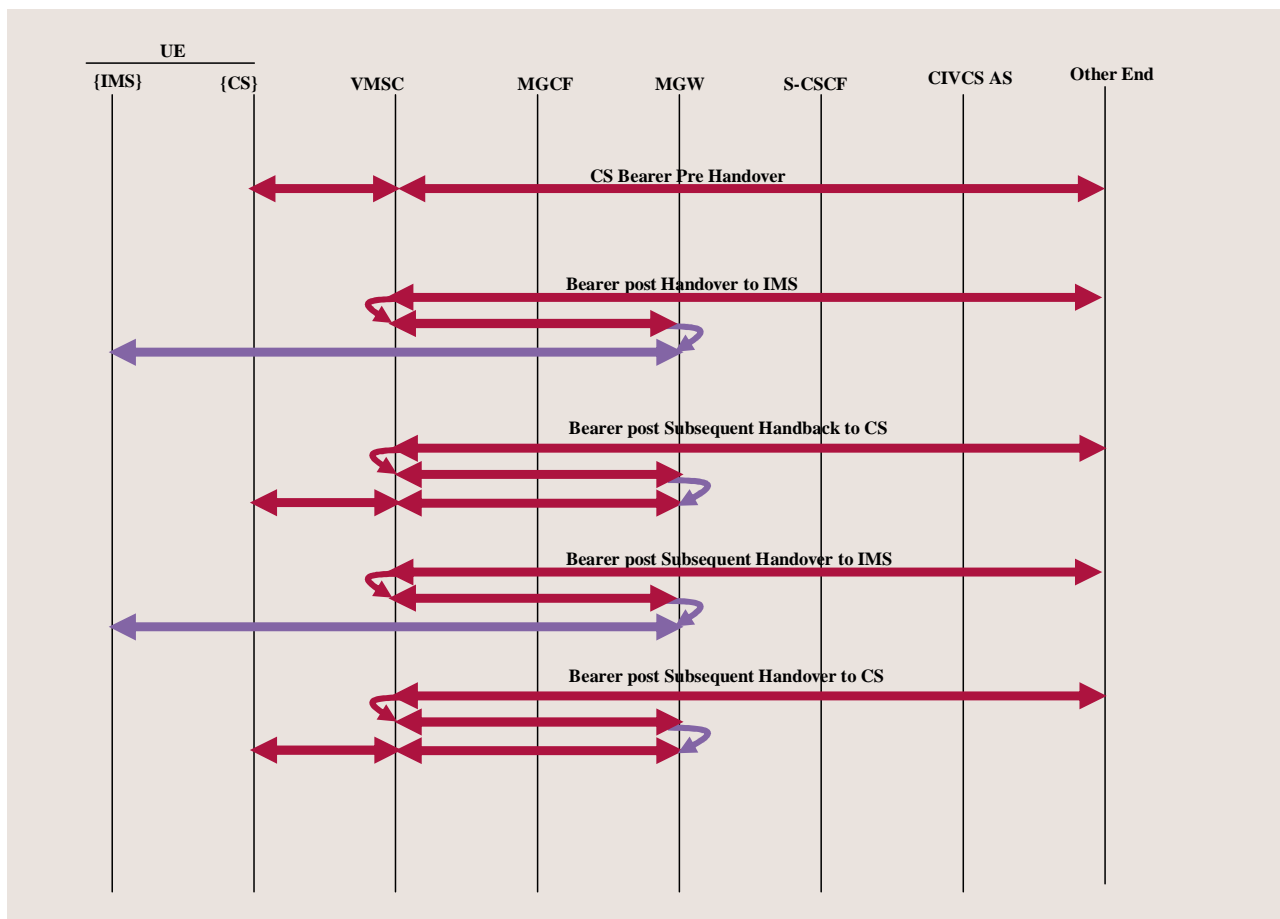 UE
{IMS} {CS} VMSC MGCF MGW S-CSCF CIVCS AS Other End
CS Bearer Pre Handover
Bearer post Handover to IMS
Bearer post Subsequent Handback to CS
Bearer post Subsequent Handover to IMS
Bearer post Subsequent Handover to CS